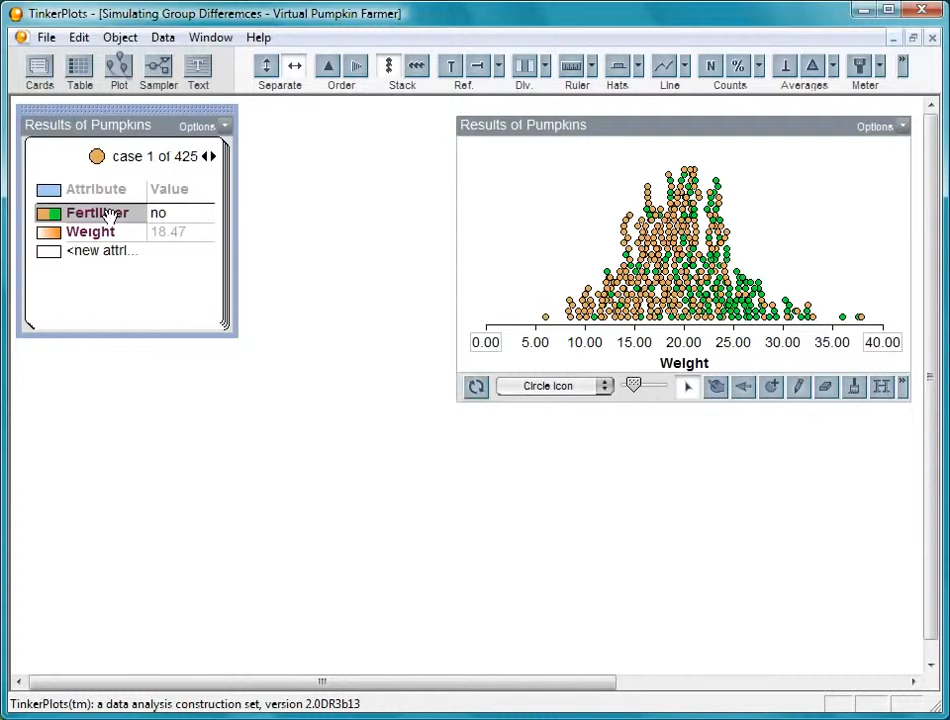 TinkerPlots - [Simulating Group Differemces - Virtual Pumpkin Farmer]
File Edit Object Data Window Help
Cards Table Plot Sampler Text Separate Order Stack Ref. Div. Ruler Hats Line Counts Averages Meter
N %
Results of Pumpkins Options
case 1 of 425
Attribute Value
Fertilizer no
Weight 18.47
<new attri...
Results of Pumpkins Options
0.00 5.00 10.00 15.00 20.00 25.00 30.00 35.00 40.00
Weight
Circle Icon
TinkerPlots(tm): a data analysis construction set, version 2.0DR3b13